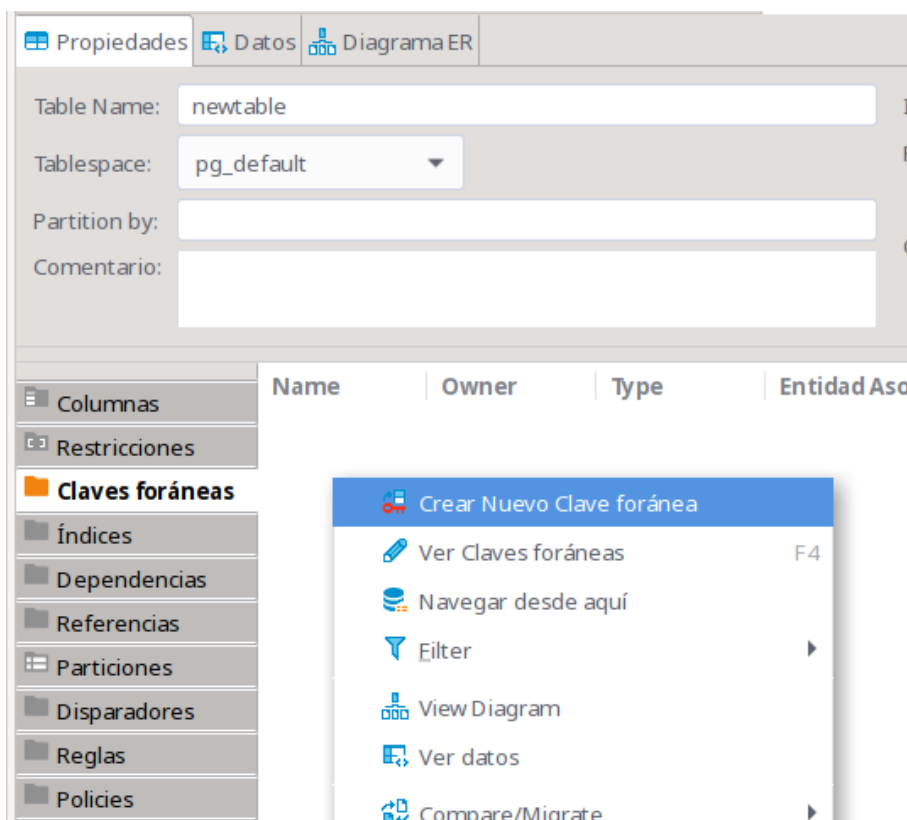 Propiedades Datos Diagrama ER
Table Name: newtable
Tablespace: pg_default
Partition by:
Comentario:
Name Owner Type Entidad Aso
Columnas
Restricciones
Claves foráneas
Índices
Dependencias
Referencias
Particiones
Disparadores
Reglas
Policies
Crear Nuevo Clave foránea
Ver Claves foráneas F4
Navegar desde aquí
Filter
View Diagram
Ver datos
Compare/Migrate